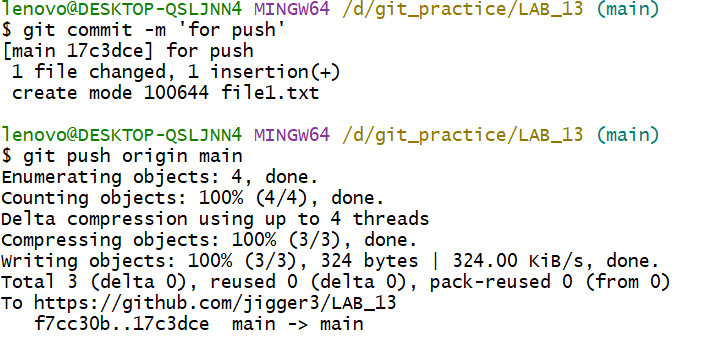 lenovo@DESKTOP-QSLJNN4 MINGW64 /d/git_practice/LAB_13 (main)
$ git commit -m 'for push'
[main 17c3dce] for push
 1 file changed, 1 insertion(+)
 create mode 100644 file1.txt

lenovo@DESKTOP-QSLJNN4 MINGW64 /d/git_practice/LAB_13 (main)
$ git push origin main
Enumerating objects: 4, done.
Counting objects: 100% (4/4), done.
Delta compression using up to 4 threads
Compressing objects: 100% (3/3), done.
Writing objects: 100% (3/3), 324 bytes | 324.00 KiB/s, done.
Total 3 (delta 0), reused 0 (delta 0), pack-reused 0 (from 0)
To https://github.com/jigger3/LAB_13
   f7cc30b..17c3dce  main -> main